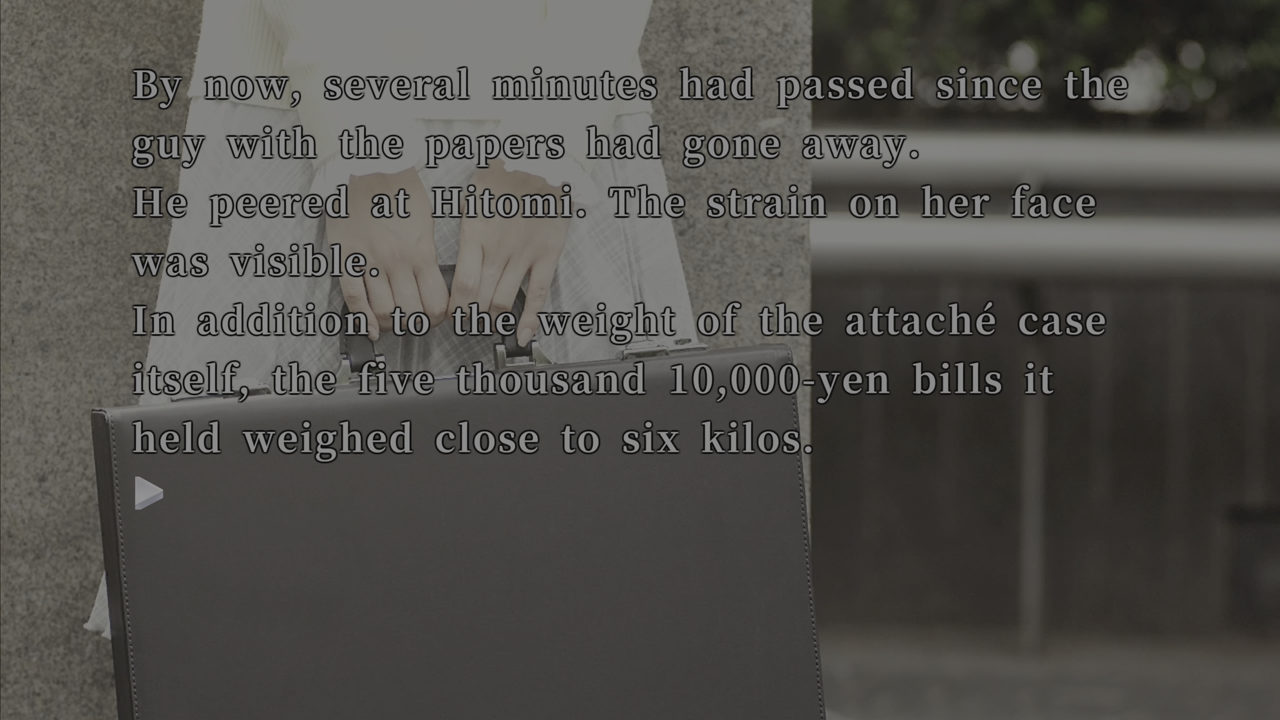 By now, several minutes had passed since the
guy with the papers had gone away.
He peered at Hitomi. The strain on her face
was visible.
In addition to the weight of the attaché case
itself, the five thousand 10,000-yen bills it
held weighed close to six kilos.